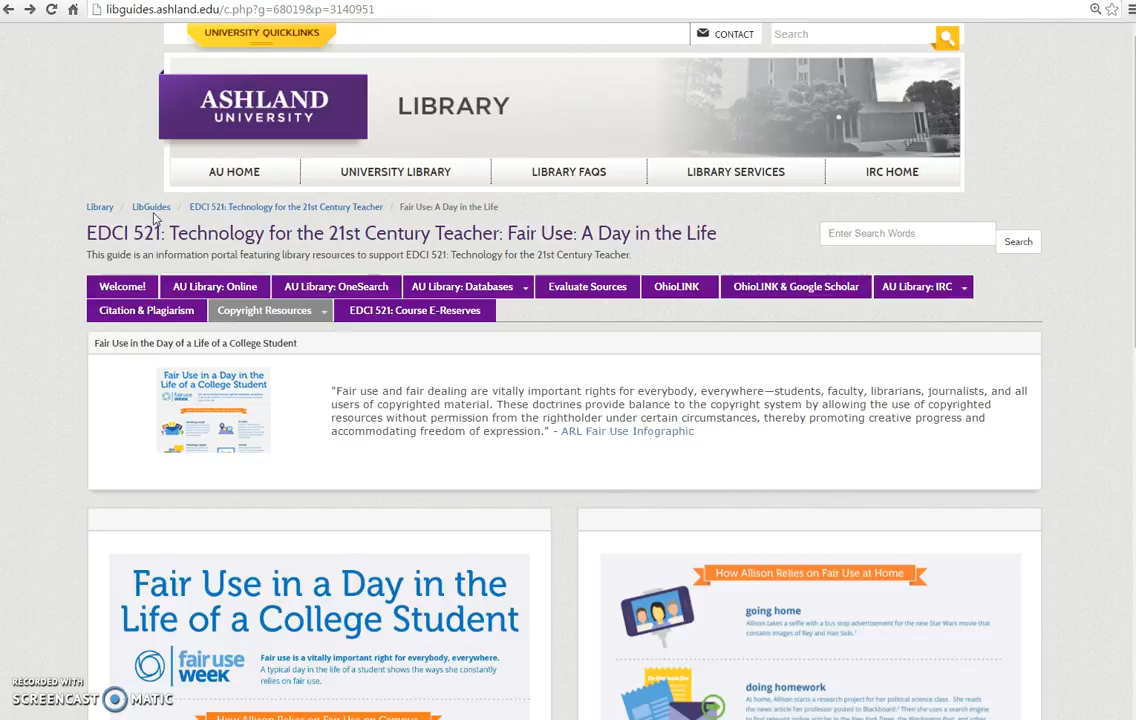 libguides.ashland.edu/c.php?g=68019&p=3140951
UNIVERSITY QUICKLINKS
CONTACT
Search
ASHLAND
UNIVERSITY
LIBRARY
AU HOME
UNIVERSITY LIBRARY
LIBRARY FAQS
LIBRARY SERVICES
IRC HOME
Library / LibGuides / EDCI 521: Technology for the 21st Century Teacher / Fair Use: A Day in the Life
EDCI 521: Technology for the 21st Century Teacher: Fair Use: A Day in the Life
Enter Search Words
Search
This guide is an information portal featuring library resources to support EDCI 521: Technology for the 21st Century Teacher.
Welcome!
AU Library: Online
AU Library: OneSearch
AU Library: Databases
Evaluate Sources
OhioLINK
OhioLINK & Google Scholar
AU Library: IRC
Citation & Plagiarism
Copyright Resources
EDCI 521: Course E-Reserves
Fair Use in the Day of a Life of a College Student
Fair Use in a Day in the
Life of a College Student
fair use
week
"Fair use and fair dealing are vitally important rights for everybody, everywhere—students, faculty, librarians, journalists, and all
users of copyrighted material. These doctrines provide balance to the copyright system by allowing the use of copyrighted
resources without permission from the rightholder under certain circumstances, thereby promoting creative progress and
accommodating freedom of expression." - ARL Fair Use Infographic
Fair Use in a Day in the
Life of a College Student
fair use
week
Fair use is a vitally important right for everybody, everywhere.
A typical day in the life of a student shows the ways she constantly
relies on fair use.
How Allison Relies on Fair Use on Campus
How Allison Relies on Fair Use at Home
going home
Allison takes a selfie with a bus stop advertisement for the new Star Wars movie that
contains images of Rey and Han Solo.
doing homework
At home, Allison starts a research project for her political science class. She reads
the news article her professor posted to Blackboard. Then she uses a search engine
to find relevant online articles in the New York Times, the Washington Post, and other
RECORDED WITH
SCREENCAST MATIC